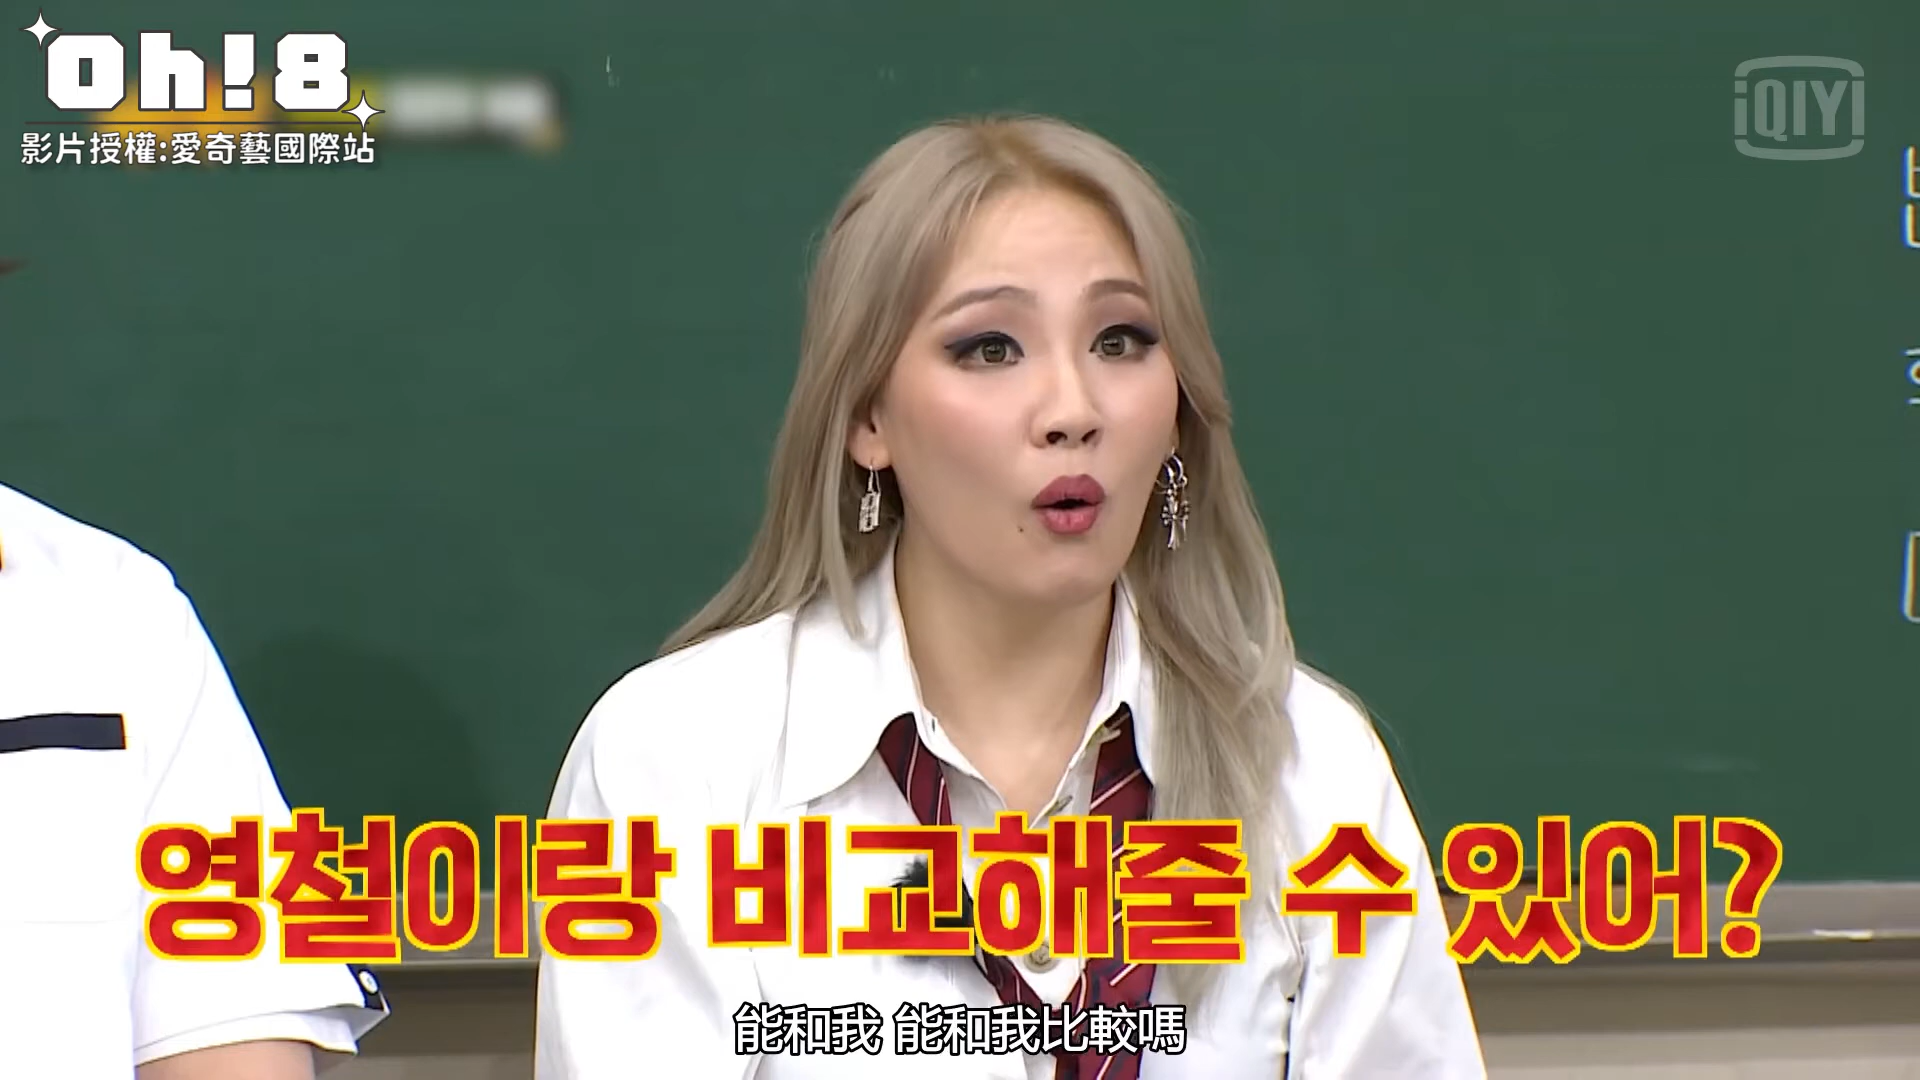 Oh!8
影片授權:愛奇藝國際站
iQIYI
영철이랑 비교해줄 수 있어?
能和我 能和我比較嗎